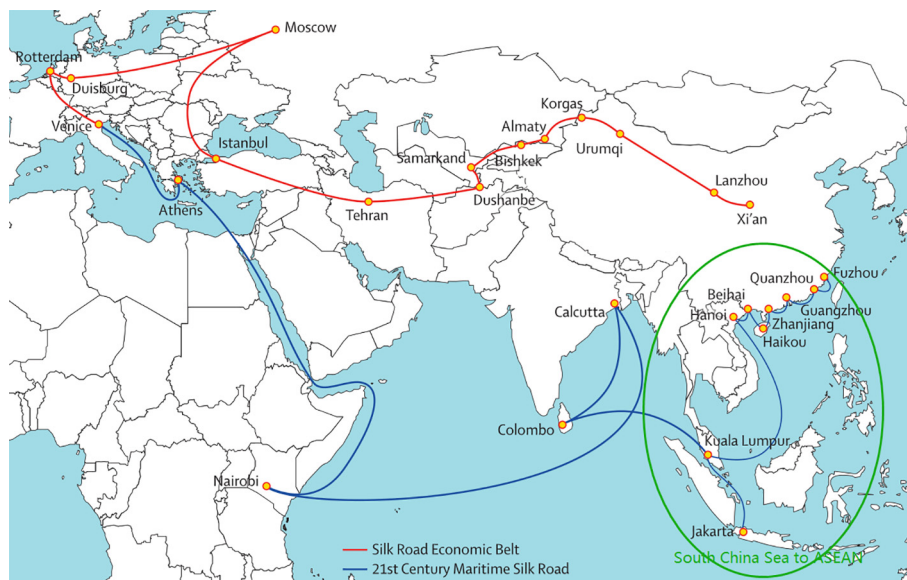 Moscow
Rotterdam
Duisburg
Venice
Istanbul
Athens
Tehran
Samarkand
Dushanbe
Bishkek
Almaty
Korgas
Urumqi
Lanzhou
Xi'an
Fuzhou
Quanzhou
Guangzhou
Beihai
Hanoi
Zhanjiang
Haikou
Calcutta
Colombo
Kuala Lumpur
Nairobi
Jakarta
Silk Road Economic Belt
21st Century Maritime Silk Road
South China Sea to ASEAN